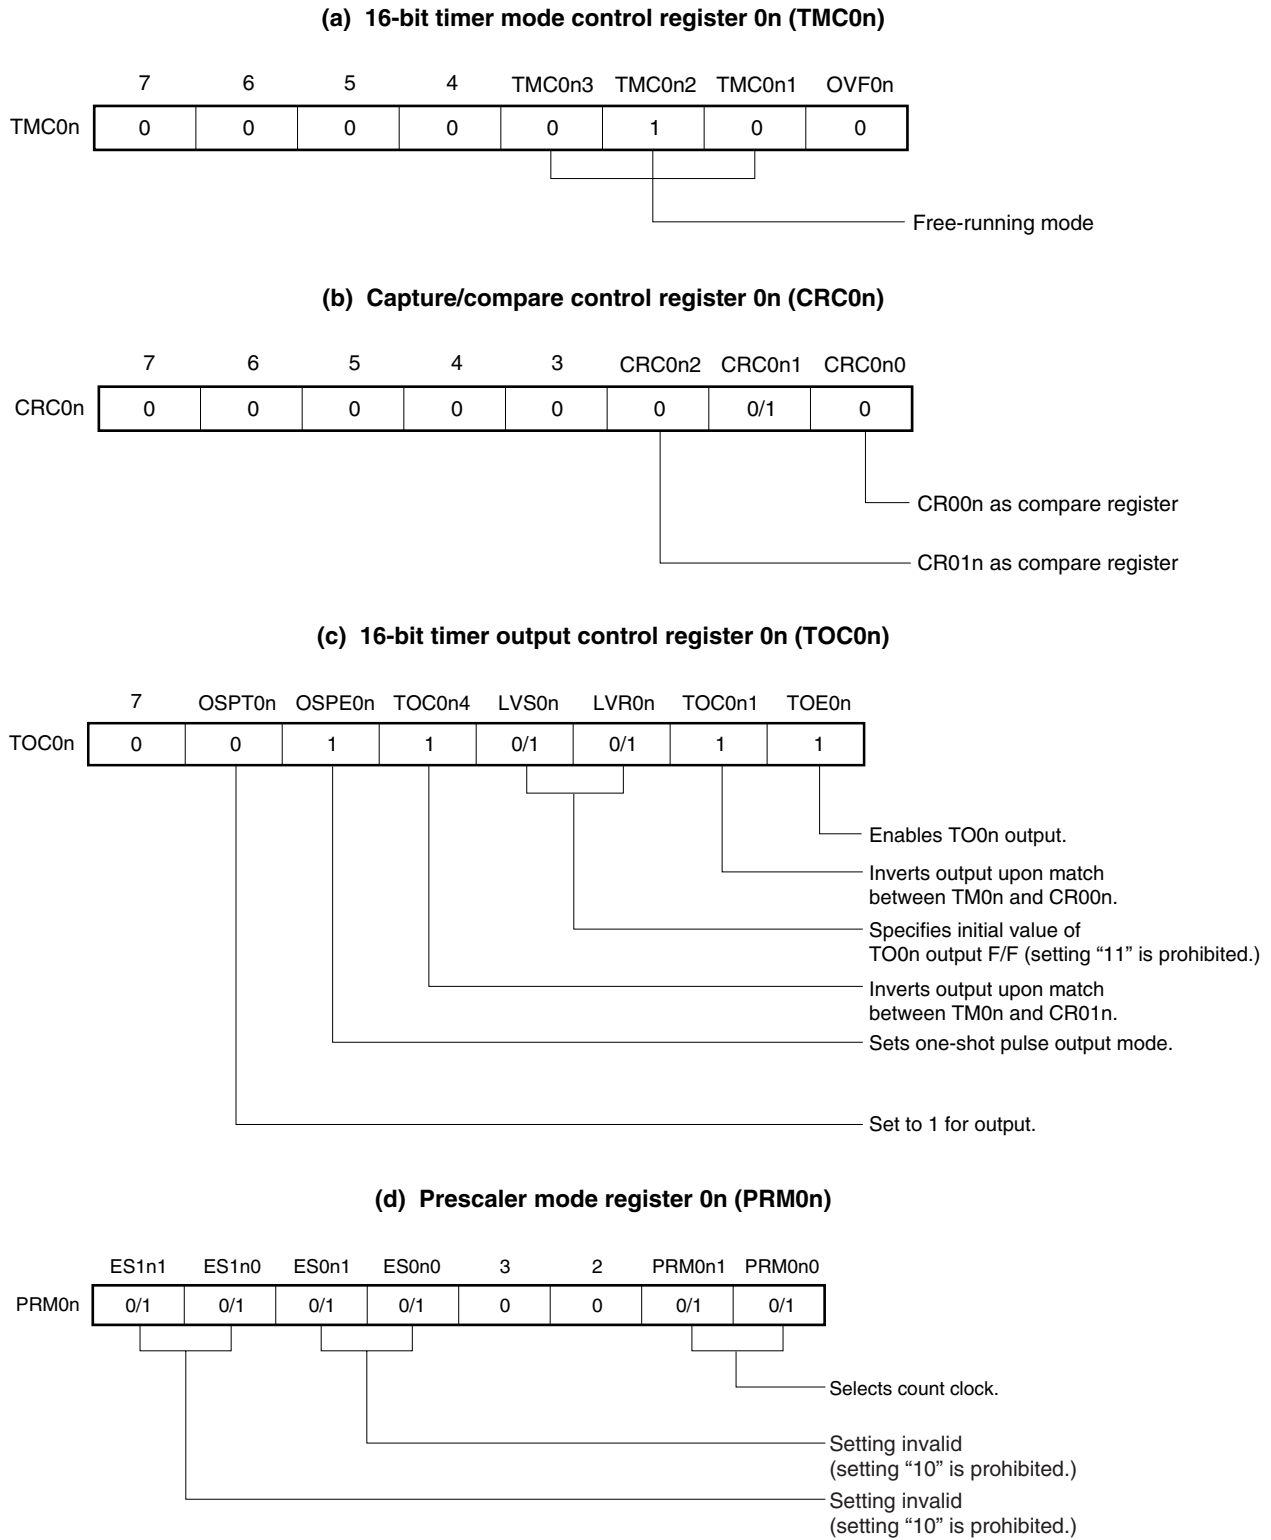 (a) 16-bit timer mode control register 0n (TMC0n)
7 6 5 4 TMC0n3 TMC0n2 TMC0n1 OVF0n
TMC0n 0 0 0 0 0 1 0 0
Free-running mode
(b) Capture/compare control register 0n (CRC0n)
7 6 5 4 3 CRC0n2 CRC0n1 CRC0n0
CRC0n 0 0 0 0 0 0 0/1 0
CR00n as compare register
CR01n as compare register
(c) 16-bit timer output control register 0n (TOC0n)
7 OSPT0n OSPE0n TOC0n4 LVS0n LVR0n TOC0n1 TOE0n
TOC0n 0 0 1 1 0/1 0/1 1 1
Enables TO0n output.
Inverts output upon match
between TM0n and CR00n.
Specifies initial value of
TO0n output F/F (setting “11” is prohibited.)
Inverts output upon match
between TM0n and CR01n.
Sets one-shot pulse output mode.
Set to 1 for output.
(d) Prescaler mode register 0n (PRM0n)
ES1n1 ES1n0 ES0n1 ES0n0 3 2 PRM0n1 PRM0n0
PRM0n 0/1 0/1 0/1 0/1 0 0 0/1 0/1
Selects count clock.
Setting invalid
(setting “10” is prohibited.)
Setting invalid
(setting “10” is prohibited.)